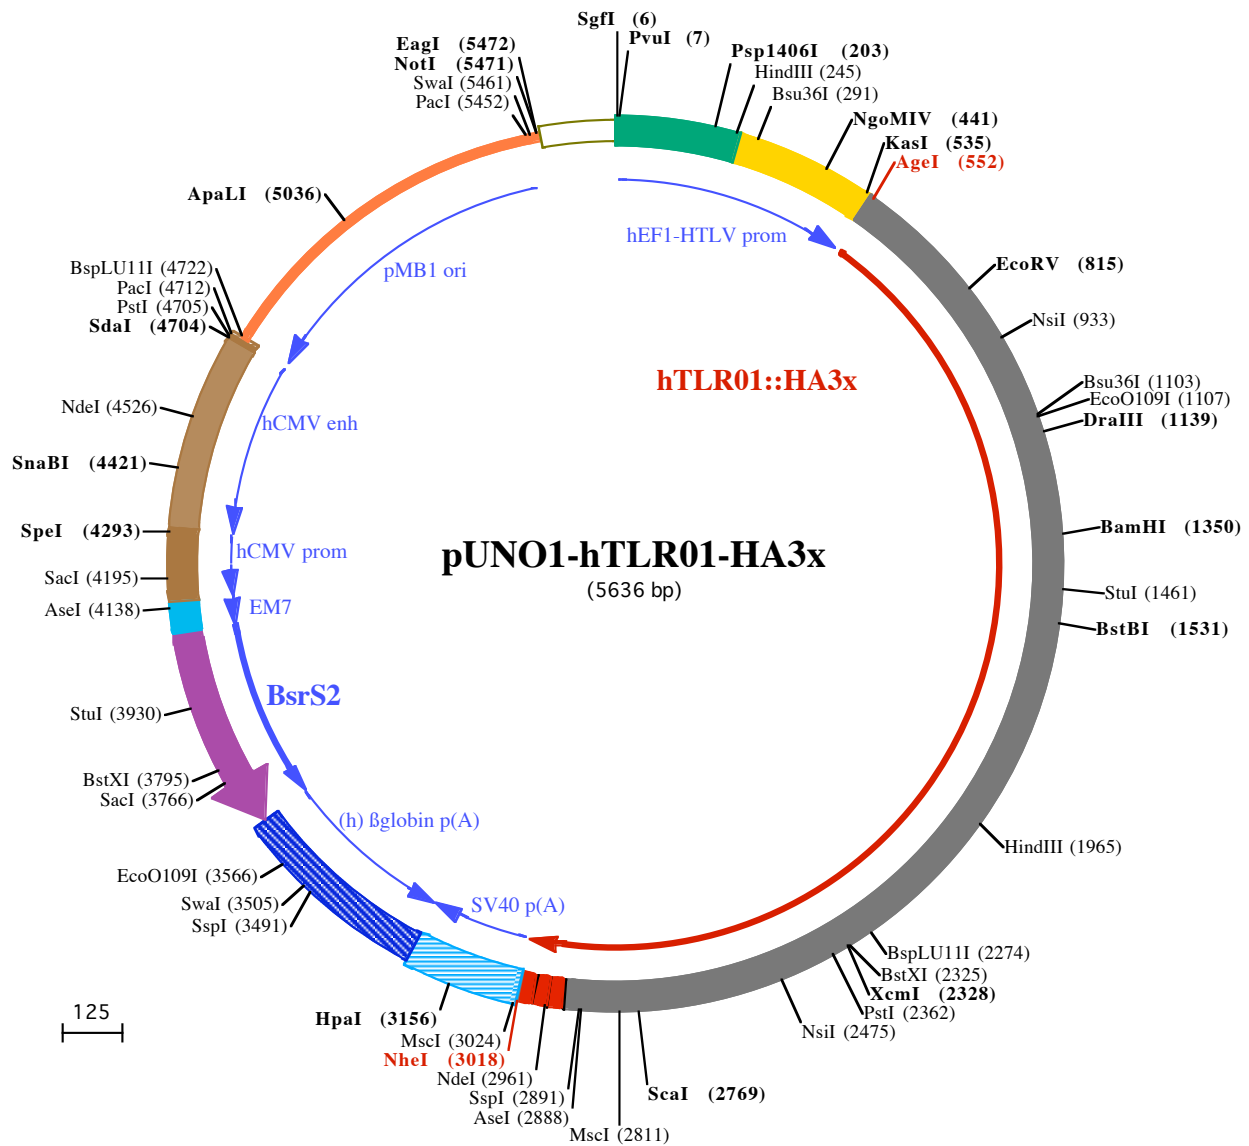 SgfI (6)
PvuI (7)
EagI (5472)
NotI (5471)
SwaI (5461)
PacI (5452)
Psp1406I (203)
HindIII (245)
Bsu36I (291)
NgoMIV (441)
KasI (535)
AgeI (552)
ApaLI (5036)
hEF1-HTLV prom
pMB1 ori
BspLU11I (4722)
PacI (4712)
PstI (4705)
SdaI (4704)
EcoRV (815)
NsiI (933)
hTLR01::HA3x
Bsu36I (1103)
EcoO109I (1107)
DraIII (1139)
NdeI (4526)
hCMV enh
SnaBI (4421)
SpeI (4293)
hCMV prom
pUNO1-hTLR01-HA3x
(5636 bp)
BamHI (1350)
SacI (4195)
AseI (4138)
EM7
StuI (1461)
BstBI (1531)
BsrS2
StuI (3930)
BstXI (3795)
SacI (3766)
(h) ßglobin p(A)
HindIII (1965)
EcoO109I (3566)
SwaI (3505)
SspI (3491)
SV40 p(A)
BspLU11I (2274)
BstXI (2325)
XcmI (2328)
PstI (2362)
NsiI (2475)
125
HpaI (3156)
MscI (3024)
NheI (3018)
NdeI (2961)
SspI (2891)
AseI (2888)
ScaI (2769)
MscI (2811)